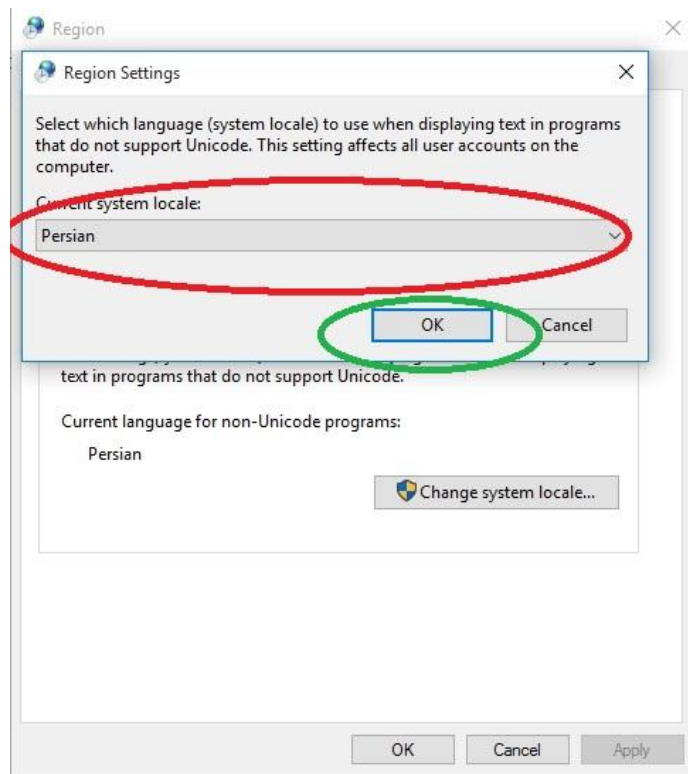 Region
Region Settings
Select which language (system locale) to use when displaying text in programs
that do not support Unicode. This setting affects all user accounts on the
computer.
Current system locale:
Persian
OK Cancel
text in programs that do not support Unicode.
Current language for non-Unicode programs:
Persian
Change system locale...
OK Cancel Apply